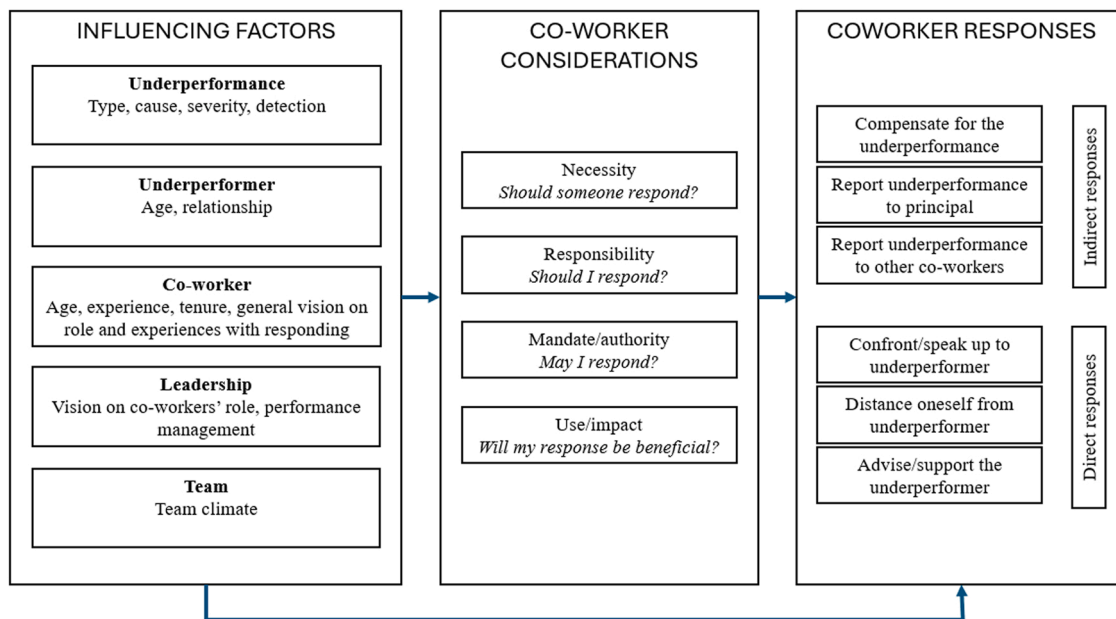 INFLUENCING FACTORS
Underperformance
Type, cause, severity, detection
Underperformer
Age, relationship
Co-worker
Age, experience, tenure, general vision on
role and experiences with responding
Leadership
Vision on co-workers’ role, performance
management
Team
Team climate
CO-WORKER
CONSIDERATIONS
Necessity
Should someone respond?
Responsibility
Should I respond?
Mandate/authority
May I respond?
Use/impact
Will my response be beneficial?
COWORKER RESPONSES
Compensate for the
underperformance
Report underperformance
to principal
Report underperformance
to other co-workers
Indirect responses
Confront/speak up to
underperformer
Distance oneself from
underperformer
Advise/support the
underperformer
Direct responses